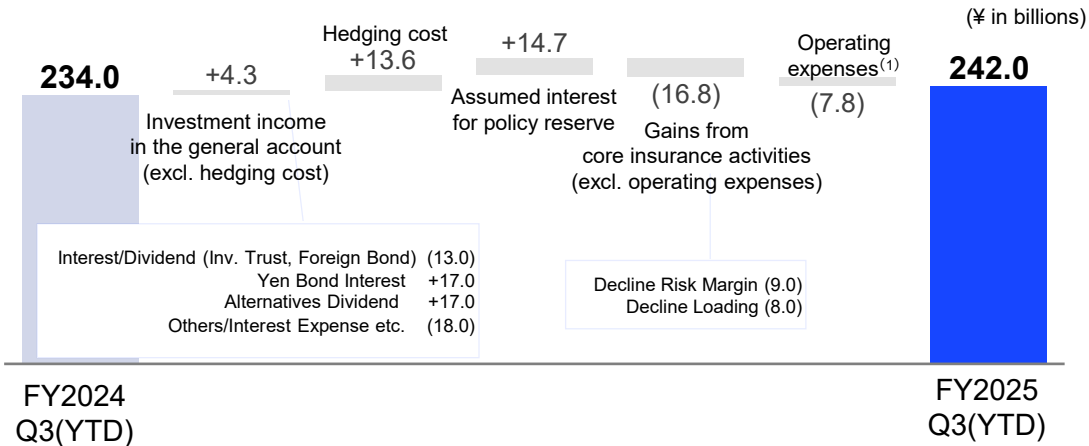 (¥ in billions)
234.0
+4.3
Investment income
in the general account
(excl. hedging cost)
Hedging cost
+13.6
+14.7
Assumed interest
for policy reserve
(16.8)
Gains from
core insurance activities
(excl. operating expenses)
Operating
expenses(1)
(7.8)
242.0
Interest/Dividend (Inv. Trust, Foreign Bond) (13.0)
Yen Bond Interest +17.0
Alternatives Dividend +17.0
Others/Interest Expense etc. (18.0)
Decline Risk Margin (9.0)
Decline Loading (8.0)
FY2024
Q3(YTD)
FY2025
Q3(YTD)